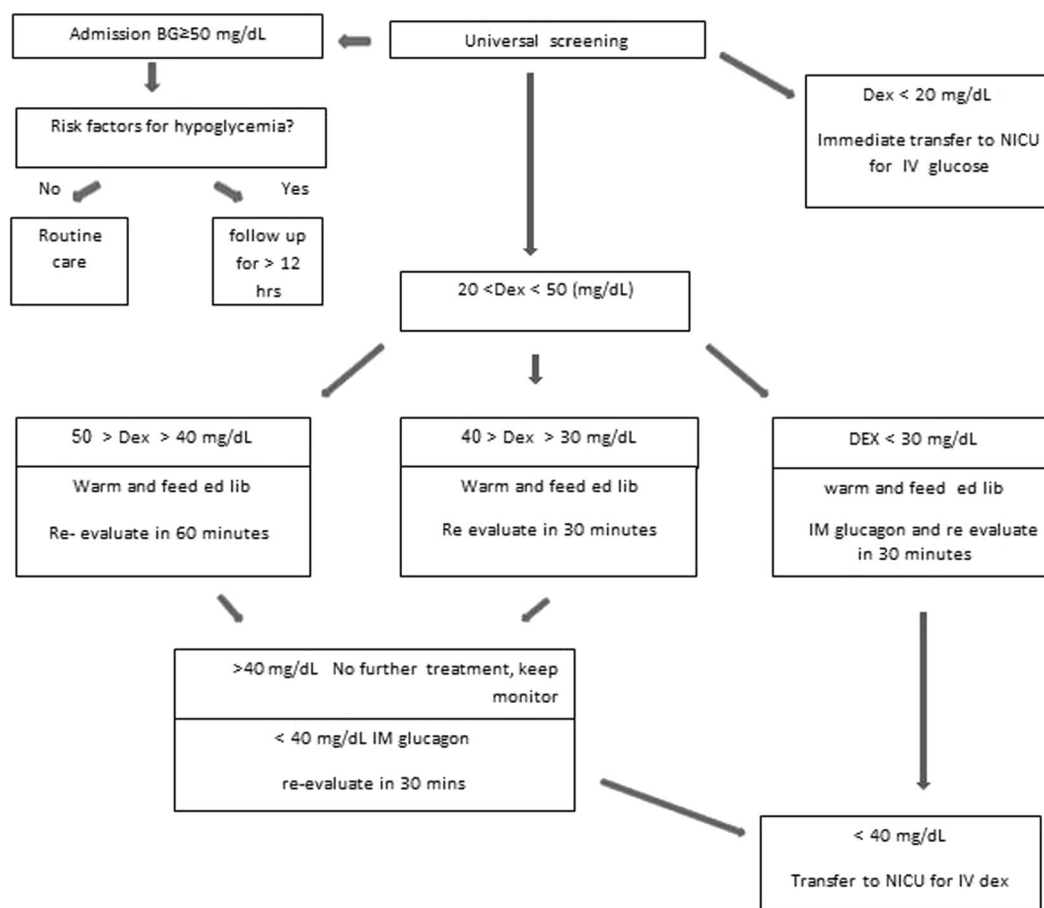 Admission BG≥50 mg/dL
Universal screening
Dex < 20 mg/dL
Immediate transfer to NICU
for IV glucose
Risk factors for hypoglycemia?
No
Yes
Routine
care
follow up
for > 12
hrs
20 <Dex < 50 (mg/dL)
50 > Dex > 40 mg/dL
Warm and feed ed lib
Re- evaluate in 60 minutes
40 > Dex > 30 mg/dL
Warm and feed ed lib
Re evaluate in 30 minutes
DEX < 30 mg/dL
warm and feed ed lib
IM glucagon and re evaluate
in 30 minutes
>40 mg/dL No further treatment, keep
monitor
< 40 mg/dL IM glucagon
re-evaluate in 30 mins
< 40 mg/dL
Transfer to NICU for IV dex